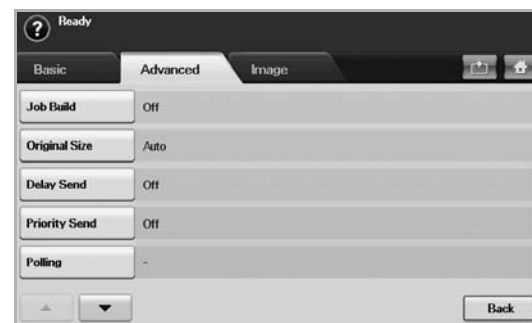 ? Ready
Basic Advanced Image
Job Build Off
Original Size Auto
Delay Send Off
Priority Send Off
Polling -
Back